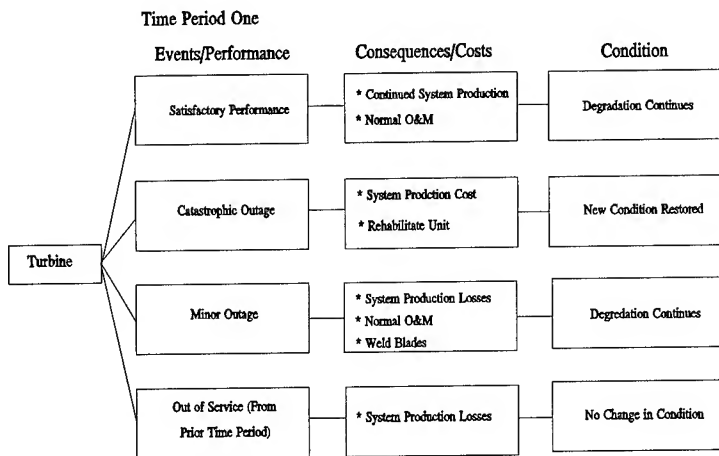 Time Period One
Events/Performance
Consequences/Costs
Condition
Satisfactory Performance
* Continued System Production
* Normal O&M
Degradation Continues
Catastrophic Outage
* System Prodction Cost
* Rehabilitate Unit
New Condition Restored
Turbine
Minor Outage
* System Production Losses
* Normal O&M
* Weld Blades
Degredation Continues
Out of Service (From
Prior Time Period)
* System Production Losses
No Change in Condition